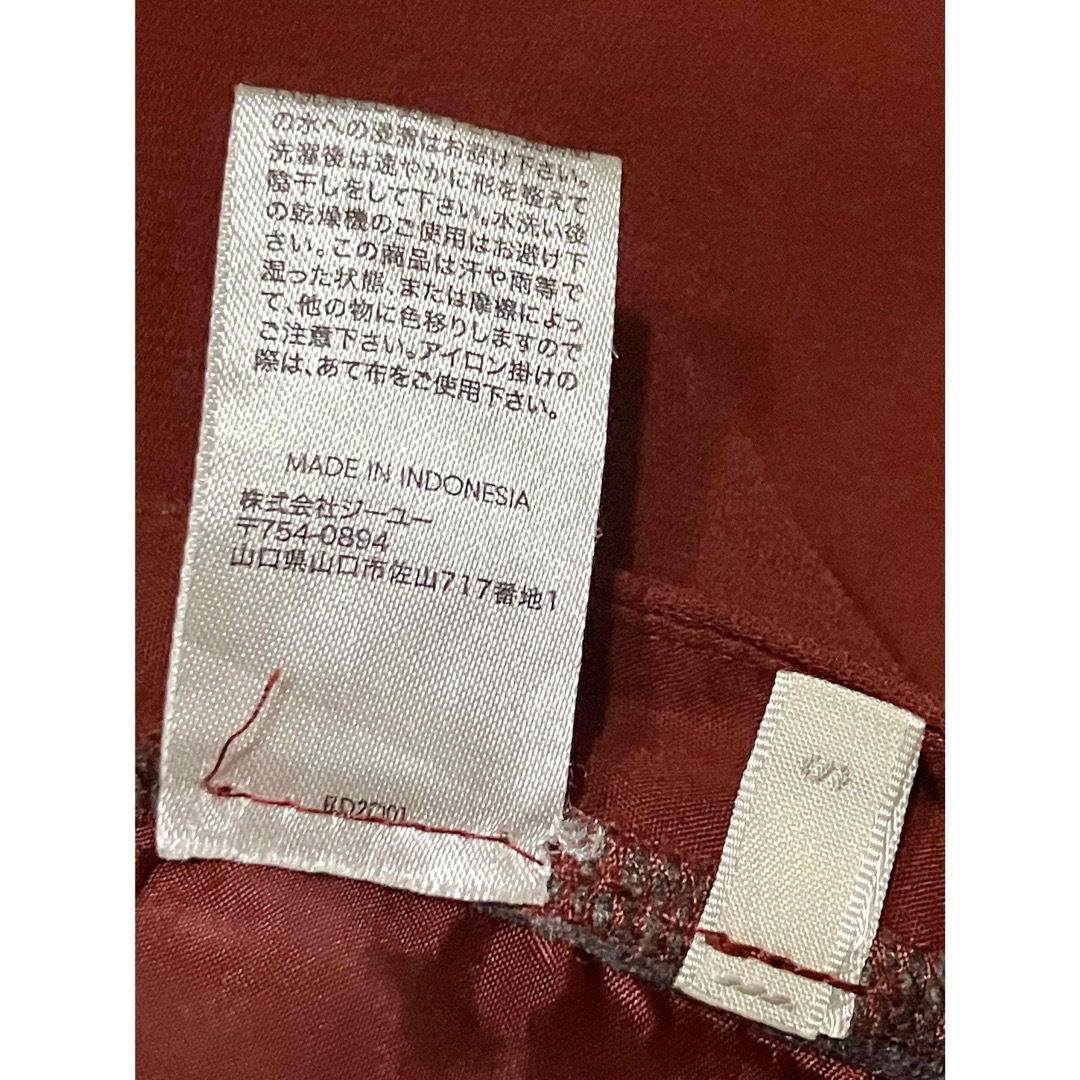 の水への浸漬はお避け下さい。
洗濯後は速やかに形を整えて
陰干しをして下さい。水洗い後
の乾燥機のご使用はお避け下
さい。この商品は汗や雨等で
湿った状態、または摩擦によっ
て、他の物に色移りしますので
ご注意下さい。アイロン掛けの
際は、あて布をご使用下さい。
MADE IN INDONESIA
株式会社ジーユー
〒754-0894
山口県山口市佐山717番地1